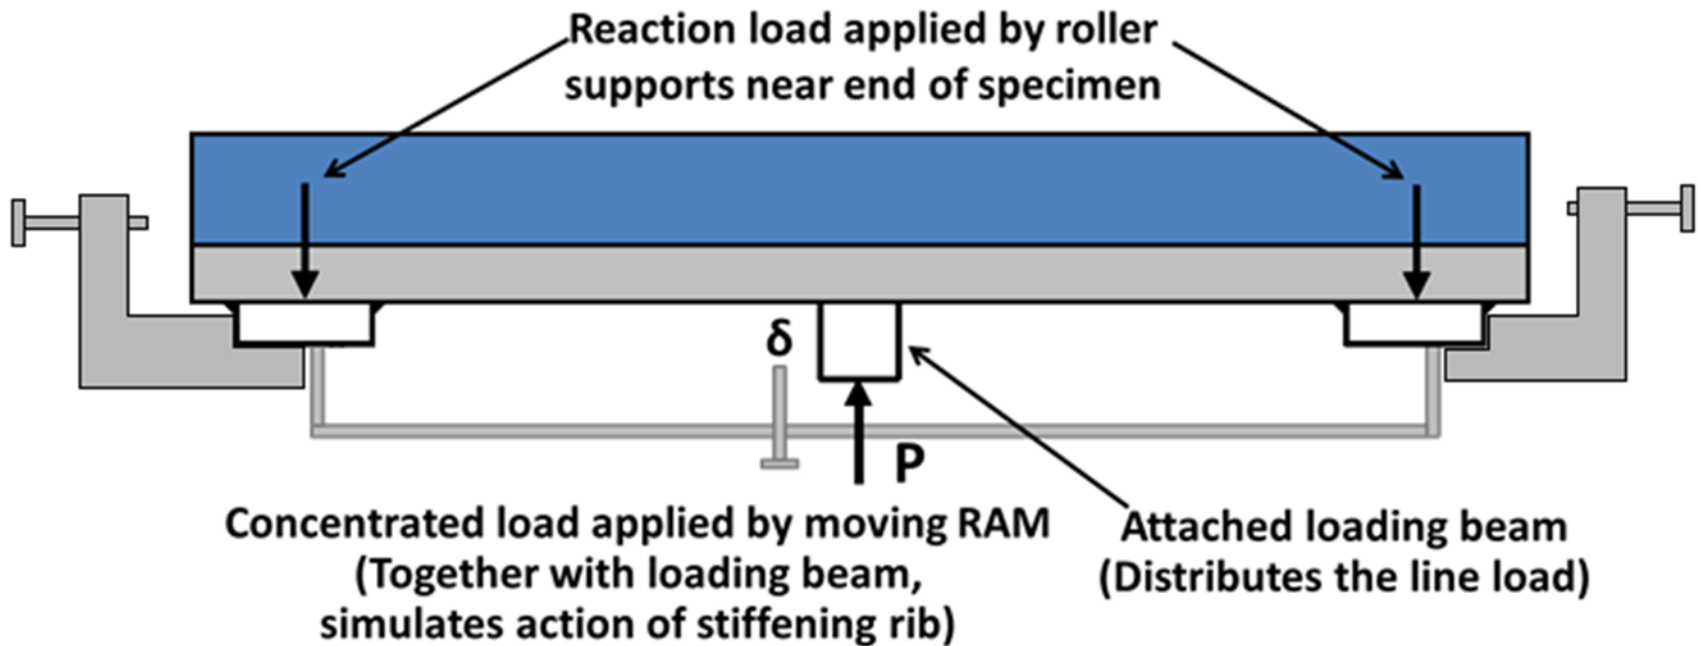 Reaction load applied by roller
supports near end of specimen
δ
P
Concentrated load applied by moving RAM
(Together with loading beam,
simulates action of stiffening rib)
Attached loading beam
(Distributes the line load)